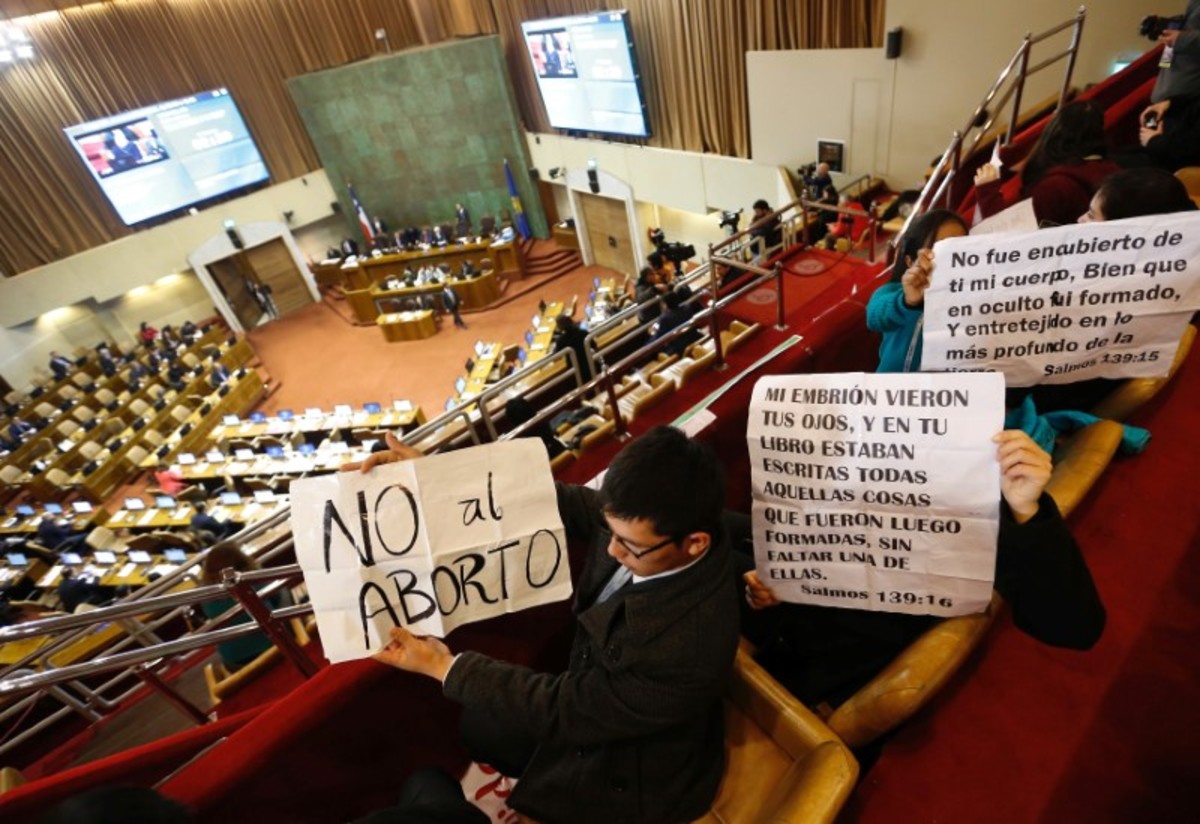 NO al
ABORTO
MI EMBRIÓN VIERON
TUS OJOS, Y EN TU
LIBRO ESTABAN
ESCRITAS TODAS
AQUELLAS COSAS
QUE FUERON LUEGO
FORMADAS, SIN
FALTAR UNA DE
ELLAS.
Salmos 139:16
No fue enaubierto de
ti mi cuerpo, Bien que
en oculto fui formado,
Y entretejido en lo
más profundo de la
Salmos 139:15